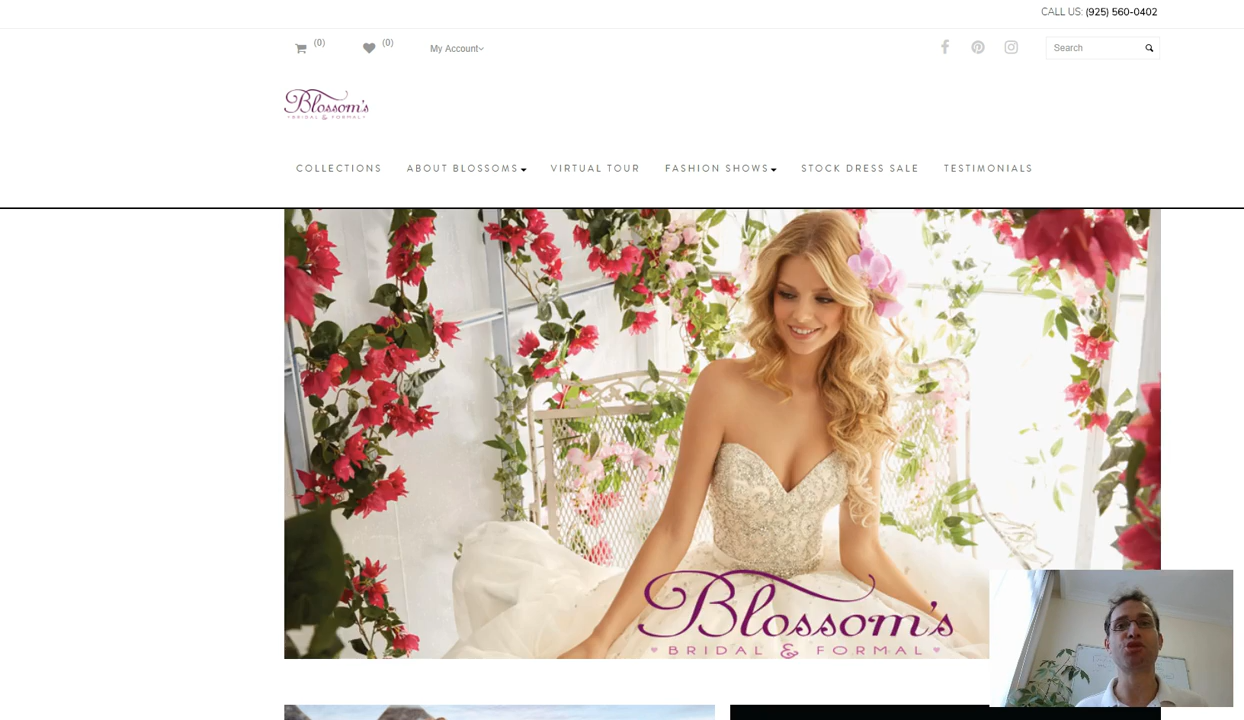 CALL US: (925) 560-0402
(0) (0) My Account Search
Blossom's
BRIDAL & FORMAL
COLLECTIONS ABOUT BLOSSOMS VIRTUAL TOUR FASHION SHOWS STOCK DRESS SALE TESTIMONIALS
Blossom's
BRIDAL & FORMAL